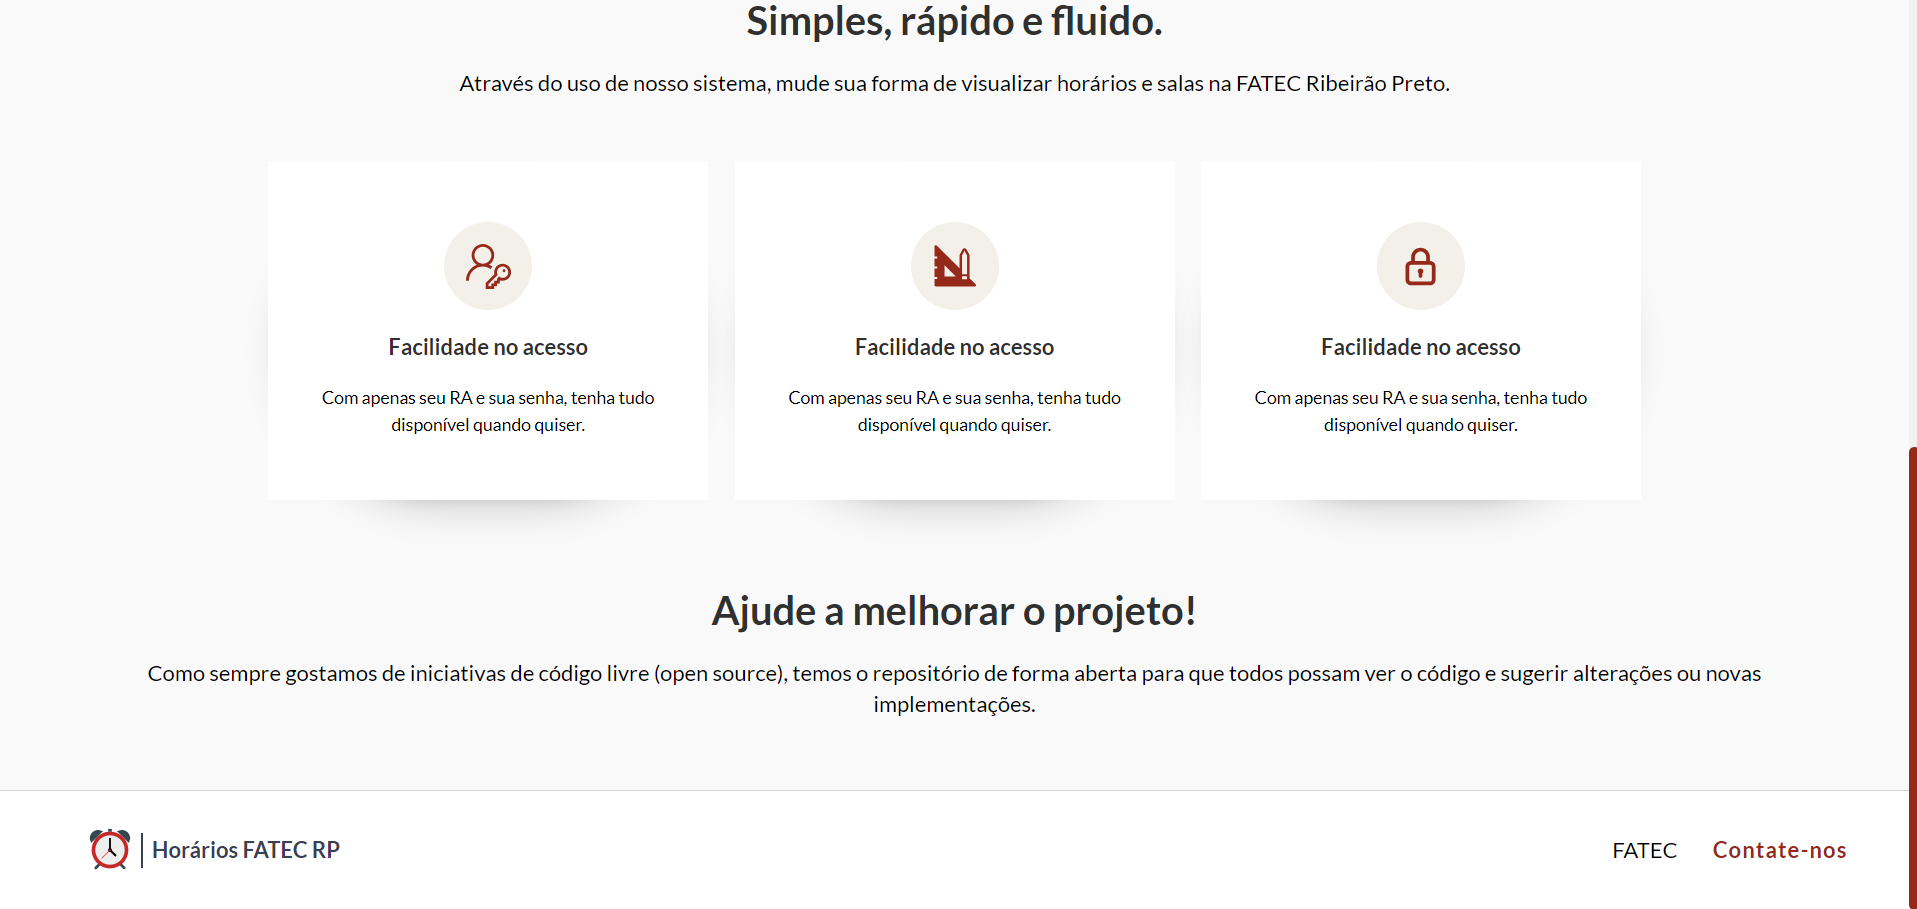 Simples, rápido e fluido.
Através do uso de nosso sistema, mude sua forma de visualizar horários e salas na FATEC Ribeirão Preto.
Facilidade no acesso
Com apenas seu RA e sua senha, tenha tudo
disponível quando quiser.
Facilidade no acesso
Com apenas seu RA e sua senha, tenha tudo
disponível quando quiser.
Facilidade no acesso
Com apenas seu RA e sua senha, tenha tudo
disponível quando quiser.
Ajude a melhorar o projeto!
Como sempre gostamos de iniciativas de código livre (open source), temos o repositório de forma aberta para que todos possam ver o código e sugerir alterações ou novas
implementações.
Horários FATEC RP
FATEC
Contate-nos